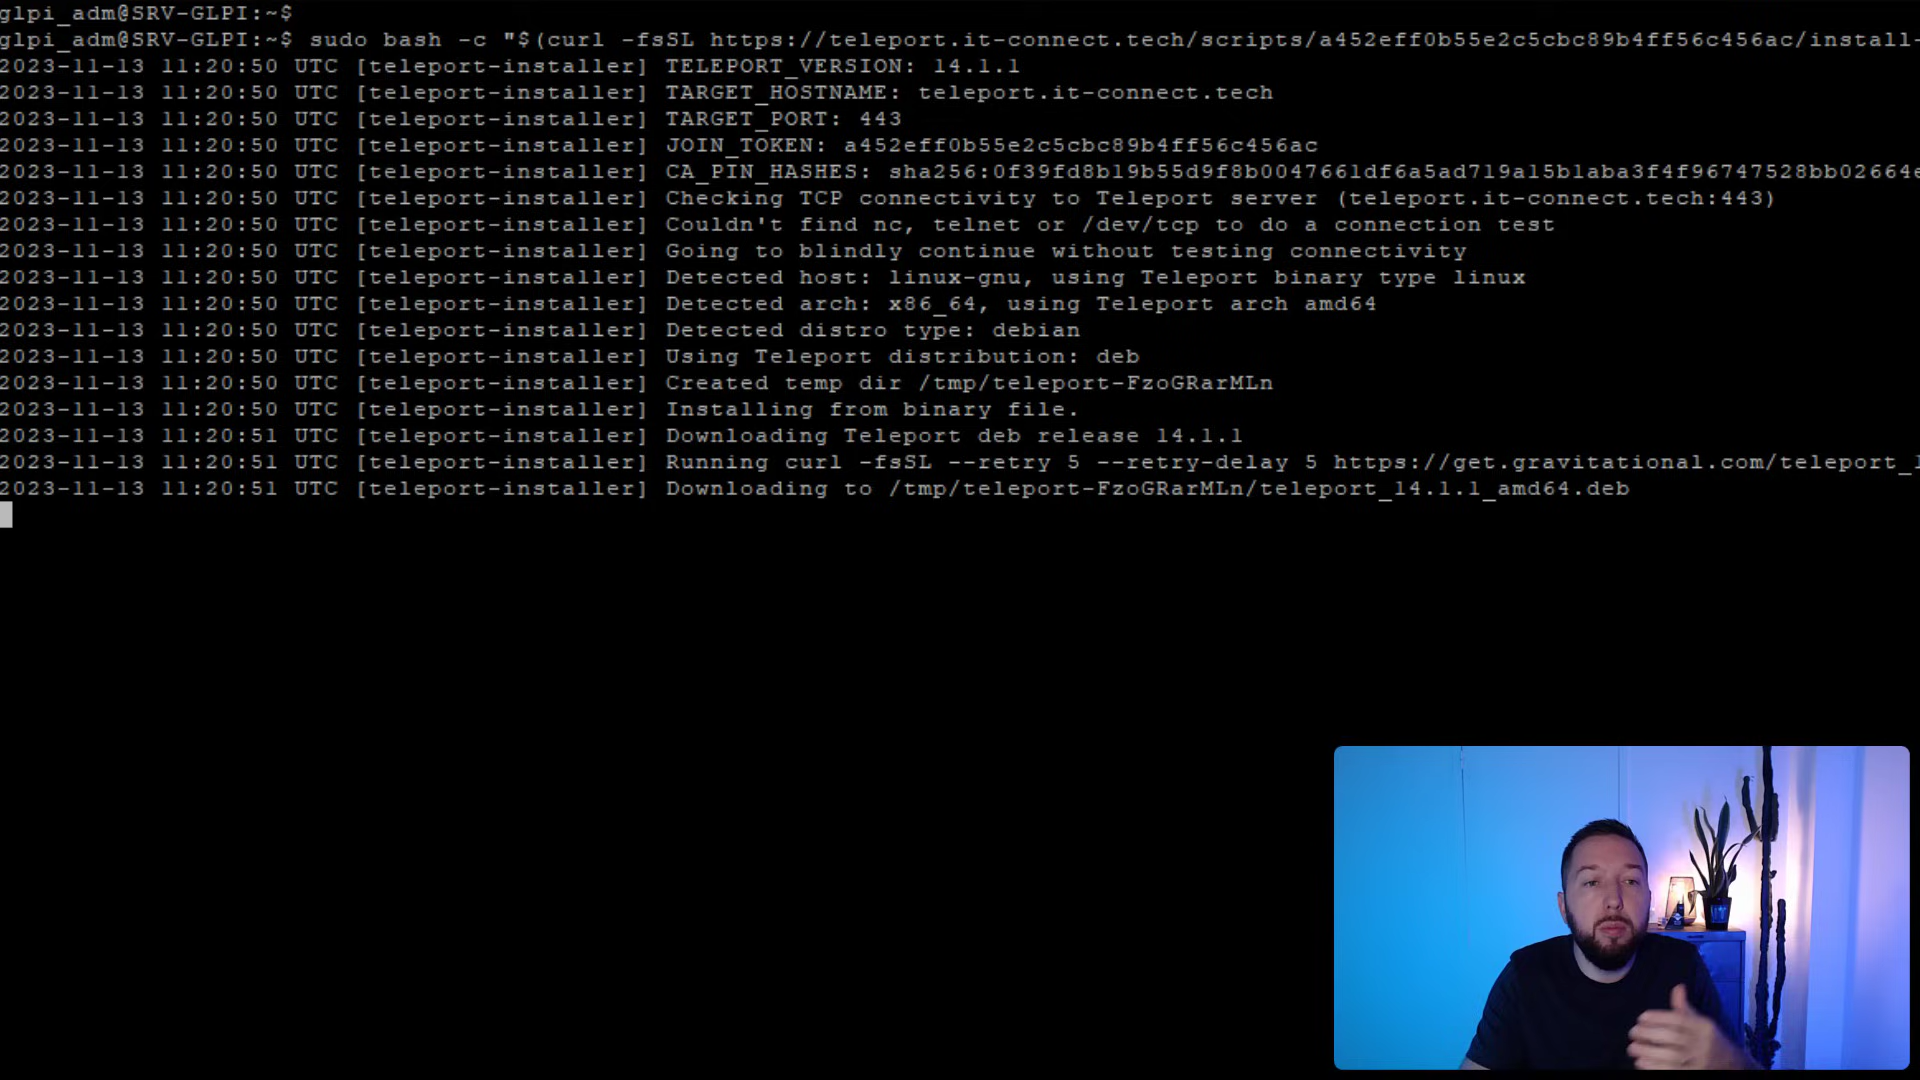 glpi_adm@SRV-GLPI:~$
glpi_adm@SRV-GLPI:~$ sudo bash -c "$(curl -fsSL https://teleport.it-connect.tech/scripts/a452eff0b55e2c5cbc89b4ff56c456ac/install-
2023-11-13 11:20:50 UTC [teleport-installer] TELEPORT_VERSION: 14.1.1
2023-11-13 11:20:50 UTC [teleport-installer] TARGET_HOSTNAME: teleport.it-connect.tech
2023-11-13 11:20:50 UTC [teleport-installer] TARGET_PORT: 443
2023-11-13 11:20:50 UTC [teleport-installer] JOIN_TOKEN: a452eff0b55e2c5cbc89b4ff56c456ac
2023-11-13 11:20:50 UTC [teleport-installer] CA_PIN_HASHES: sha256:0f39fd8b19b55d9f8b0047661df6a5ad719a15b1aba3f4f96747528bb02664e
2023-11-13 11:20:50 UTC [teleport-installer] Checking TCP connectivity to Teleport server (teleport.it-connect.tech:443)
2023-11-13 11:20:50 UTC [teleport-installer] Couldn't find nc, telnet or /dev/tcp to do a connection test
2023-11-13 11:20:50 UTC [teleport-installer] Going to blindly continue without testing connectivity
2023-11-13 11:20:50 UTC [teleport-installer] Detected host: linux-gnu, using Teleport binary type linux
2023-11-13 11:20:50 UTC [teleport-installer] Detected arch: x86_64, using Teleport arch amd64
2023-11-13 11:20:50 UTC [teleport-installer] Detected distro type: debian
2023-11-13 11:20:50 UTC [teleport-installer] Using Teleport distribution: deb
2023-11-13 11:20:50 UTC [teleport-installer] Created temp dir /tmp/teleport-FzoGRarMLn
2023-11-13 11:20:50 UTC [teleport-installer] Installing from binary file.
2023-11-13 11:20:51 UTC [teleport-installer] Downloading Teleport deb release 14.1.1
2023-11-13 11:20:51 UTC [teleport-installer] Running curl -fsSL --retry 5 --retry-delay 5 https://get.gravitational.com/teleport_1
2023-11-13 11:20:51 UTC [teleport-installer] Downloading to /tmp/teleport-FzoGRarMLn/teleport_14.1.1_amd64.deb